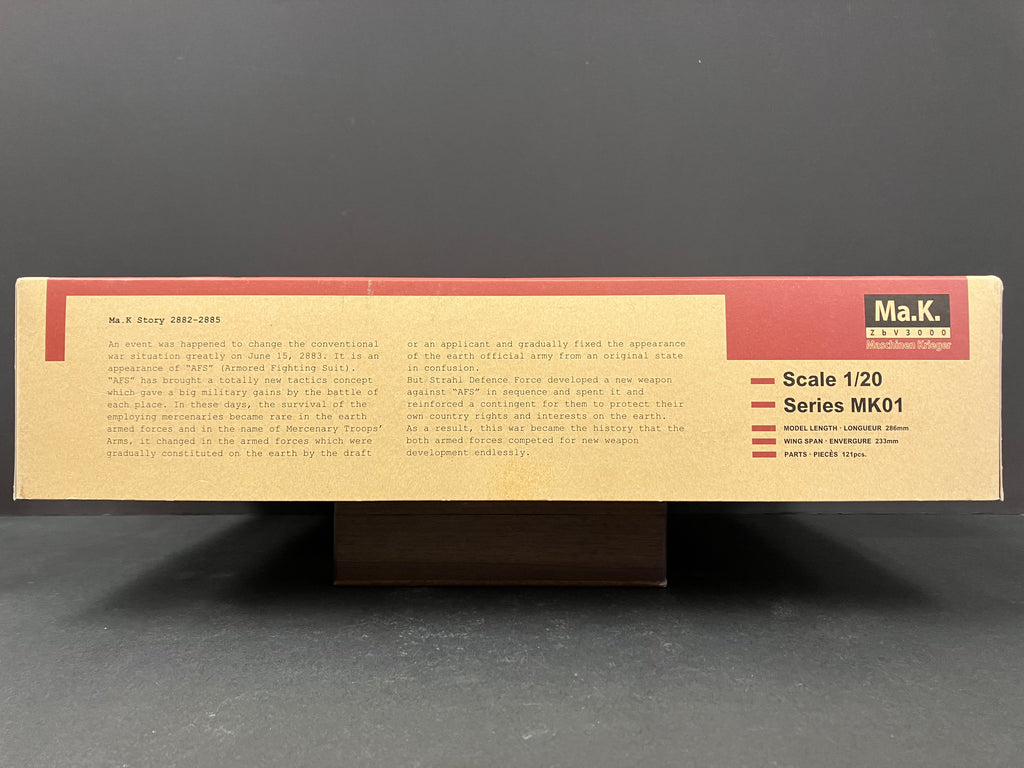 Ma.K Story 2882-2885
An event was happened to change the conventional
war situation greatly on June 15, 2883. It is an
appearance of "AFS" (Armored Fighting Suit).
"AFS" has brought a totally new tactics concept
which gave a big military gains by the battle of
each place. In these days, the survival of the
employing mercenaries became rare in the earth
armed forces and in the name of Mercenary Troops'
Arms, it changed in the armed forces which were
gradually constituted on the earth by the draft
or an applicant and gradually fixed the appearance
of the earth official army from an original state
in confusion.
But Strahl Defence Force developed a new weapon
against "AFS" in sequence and spent it and
reinforced a contingent for them to protect their
own country rights and interests on the earth.
As a result, this war became the history that the
both armed forces competed for new weapon
development endlessly.
Ma.K.
ZbV3000
Maschinen Krieger
Scale 1/20
Series MK01
MODEL LENGTH · LONGUEUR 286mm
WING SPAN · ENVERGURE 233mm
PARTS · PIECÈS 121pcs.